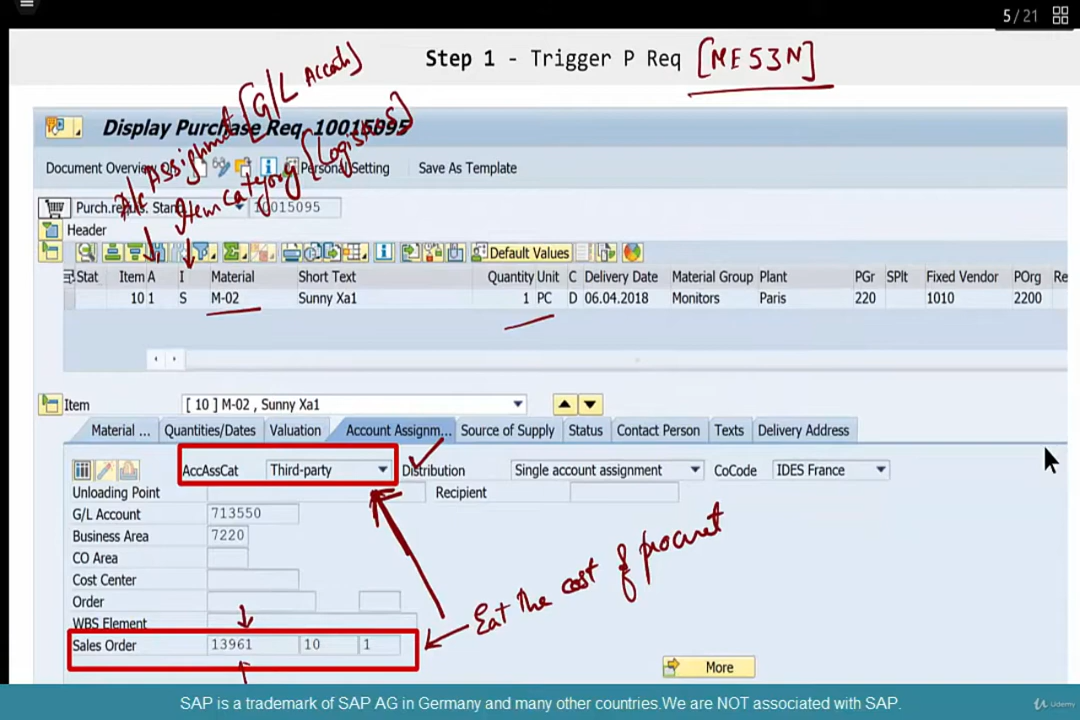 5 / 21
Step 1 - Trigger P Req [ME53N]
A/c Assignment [G/L Accoth]
Item Category [Logistics]
Display Purchase Req. 10015095
Document Overview Personal Setting Save As Template
Purch.requis. Stand 10015095
Header
Default Values
Stat Item A I Material Short Text Quantity Unit C Delivery Date Material Group Plant PGr SPlt Fixed Vendor POrg Re
10 1 S M-02 Sunny Xa1 1 PC D 06.04.2018 Monitors Paris 220 1010 2200
Item [ 10 ] M-02 , Sunny Xa1
Material ... Quantities/Dates Valuation Account Assignm... Source of Supply Status Contact Person Texts Delivery Address
AccAssCat Third-party Distribution Single account assignment CoCode IDES France
Unloading Point Recipient
G/L Account 713550
Business Area 7220
CO Area
Cost Center
Order
WBS Element
Eat the cost of procuret
Sales Order 13961 10 1
More
SAP is a trademark of SAP AG in Germany and many other countries.We are NOT associated with SAP.
Udemy